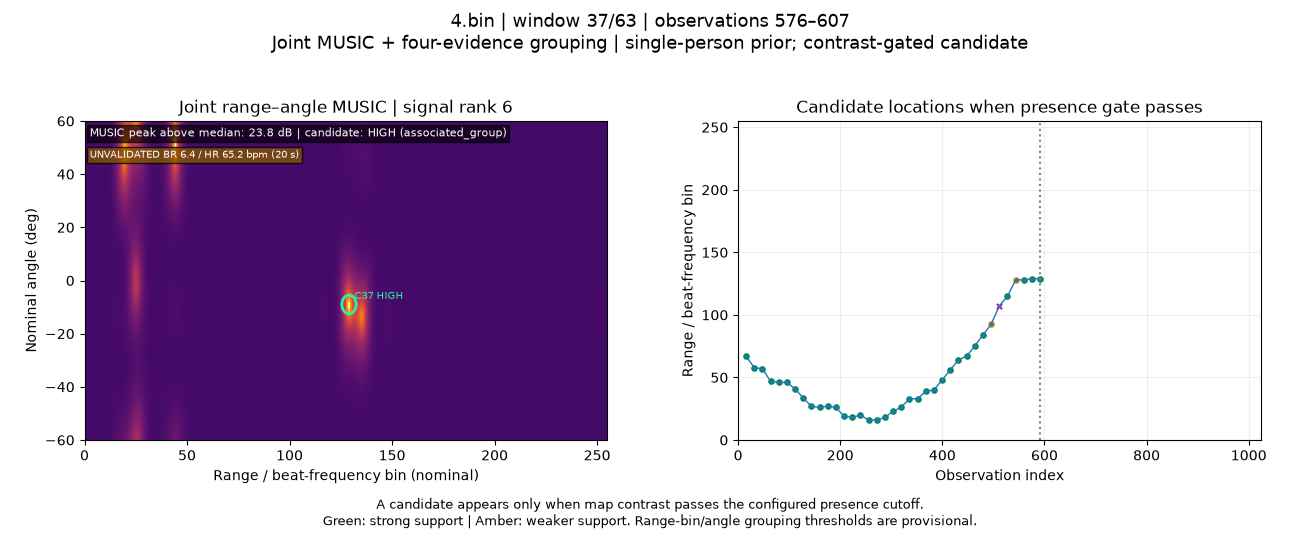 4.bin | window 37/63 | observations 576–607
Joint MUSIC + four-evidence grouping | single-person prior; contrast-gated candidate
Joint range–angle MUSIC | signal rank 6
MUSIC peak above median: 23.8 dB | candidate: HIGH (associated_group)
UNVALIDATED BR 6.4 / HR 65.2 bpm (20 s)
C37 HIGH
60
40
20
0
−20
−40
−60
Nominal angle (deg)
0
50
100
150
200
250
Range / beat-frequency bin (nominal)
Candidate locations when presence gate passes
250
200
150
100
50
0
Range / beat-frequency bin
0
200
400
600
800
1000
Observation index
A candidate appears only when map contrast passes the configured presence cutoff.
Green: strong support | Amber: weaker support. Range-bin/angle grouping thresholds are provisional.